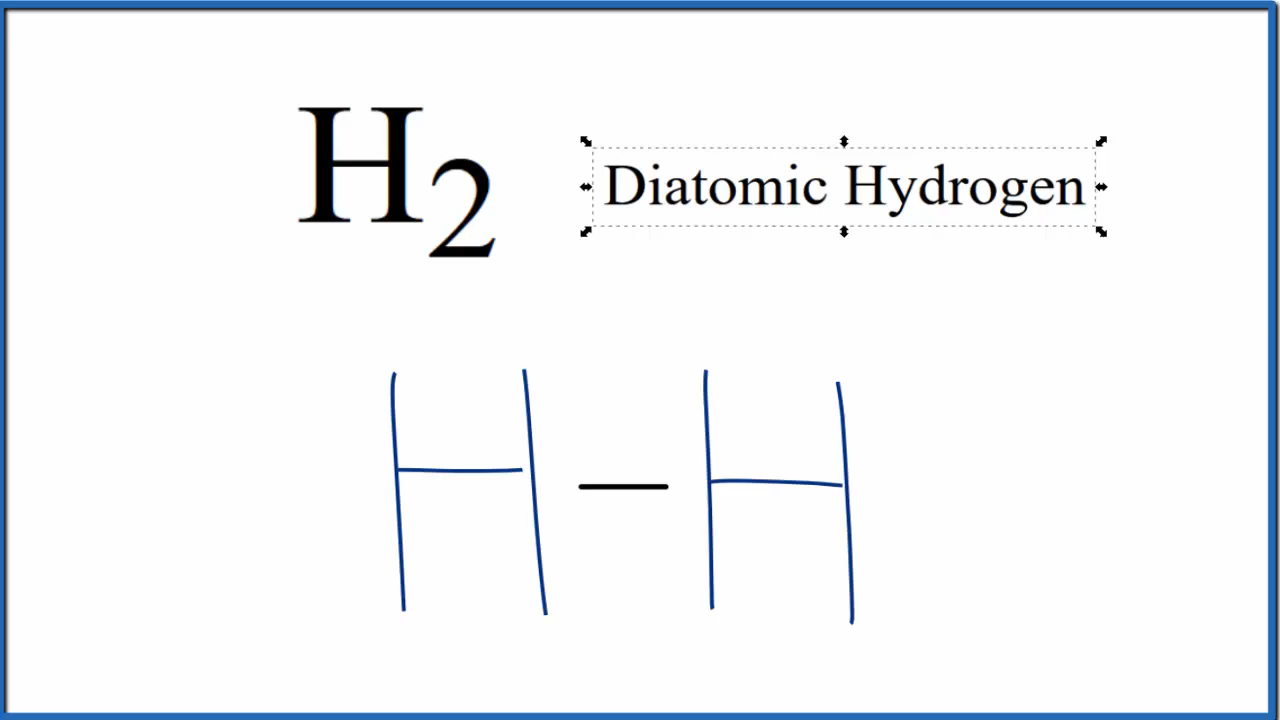 H₂ Diatomic Hydrogen
H — H